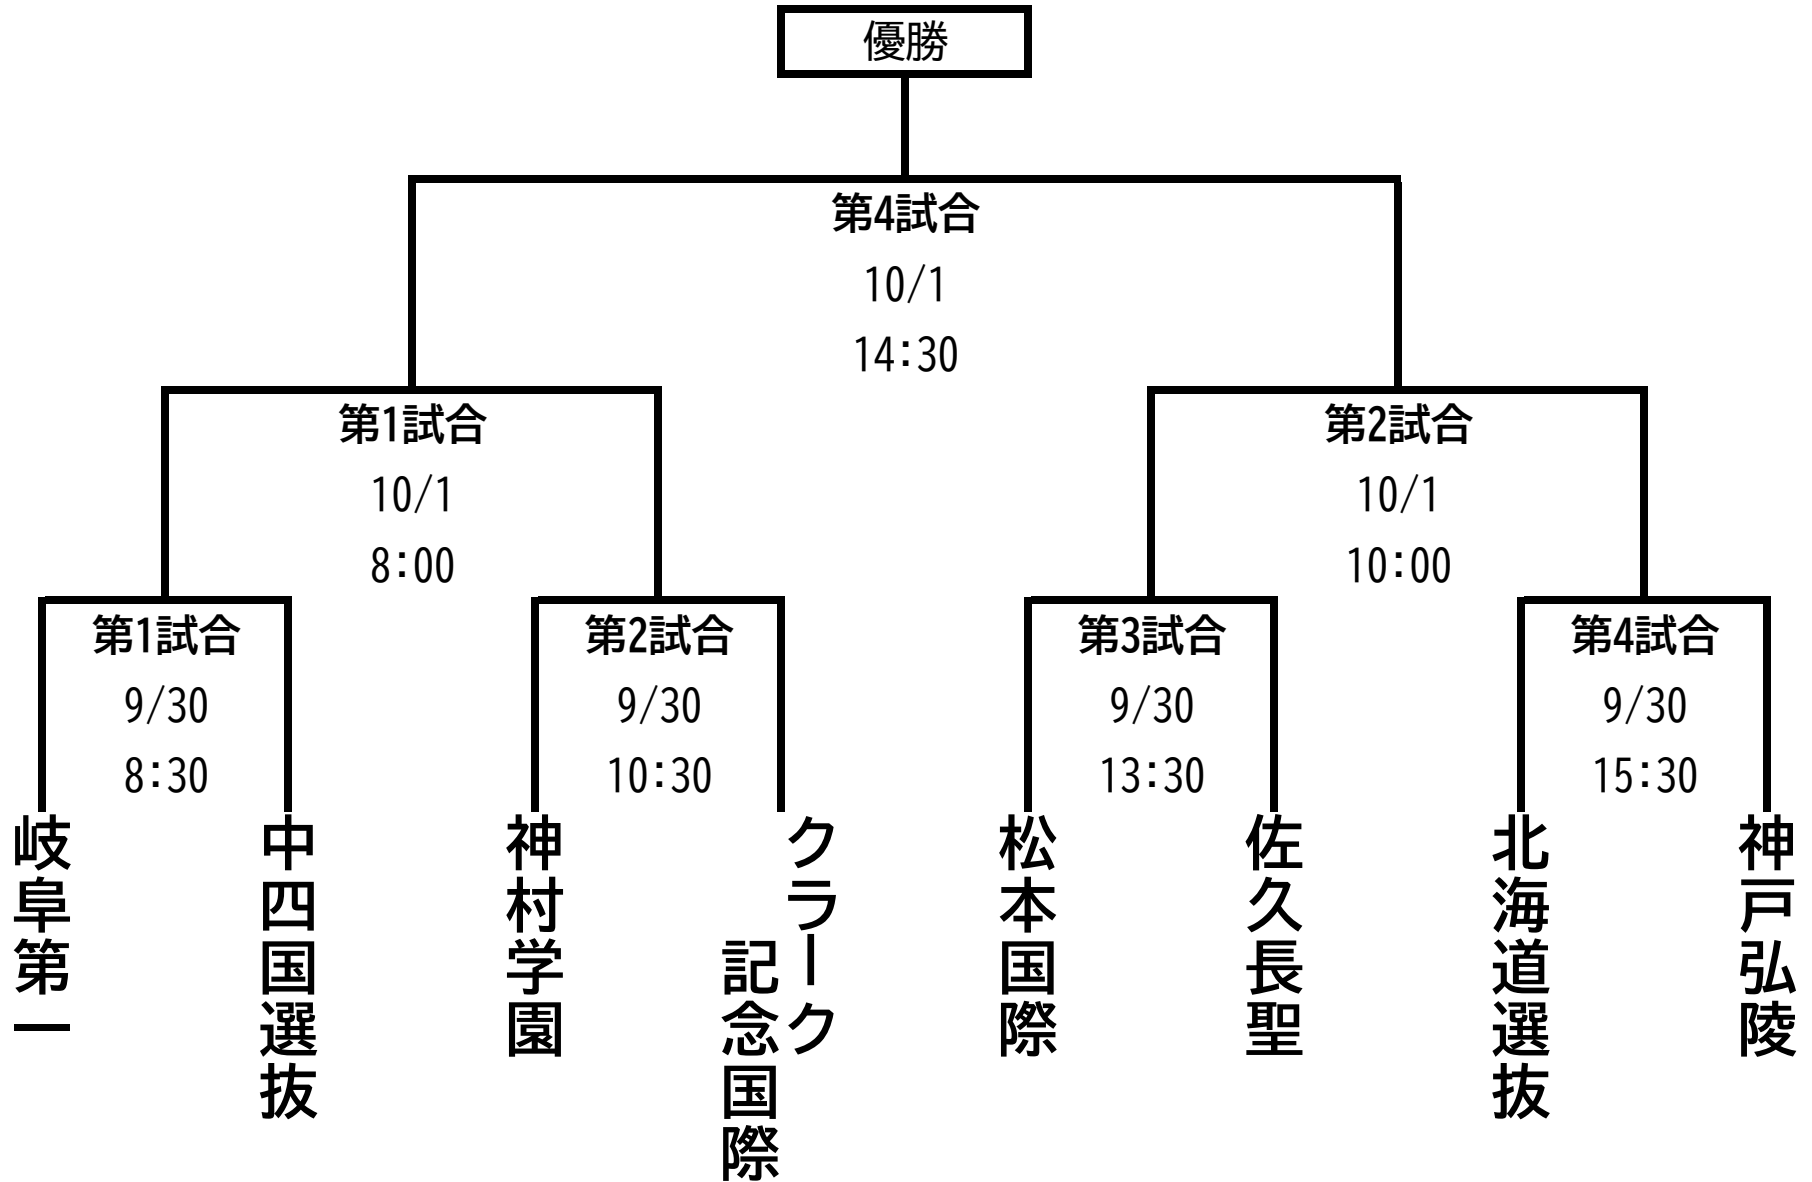 優勝
第4試合
10/1
14:30
第1試合
10/1
8:00
第2試合
10/1
10:00
第1試合
9/30
8:30
第2試合
9/30
10:30
第3試合
9/30
13:30
第4試合
9/30
15:30
岐阜第一
中四国選抜
神村学園
クラーク
記念国際
松本国際
佐久長聖
北海道選抜
神戸弘陵